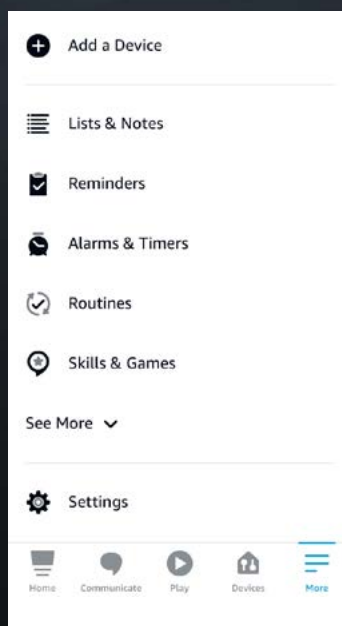 Add a Device
Lists & Notes
Reminders
Alarms & Timers
Routines
Skills & Games
See More
Settings
Home Communicate Play Devices More